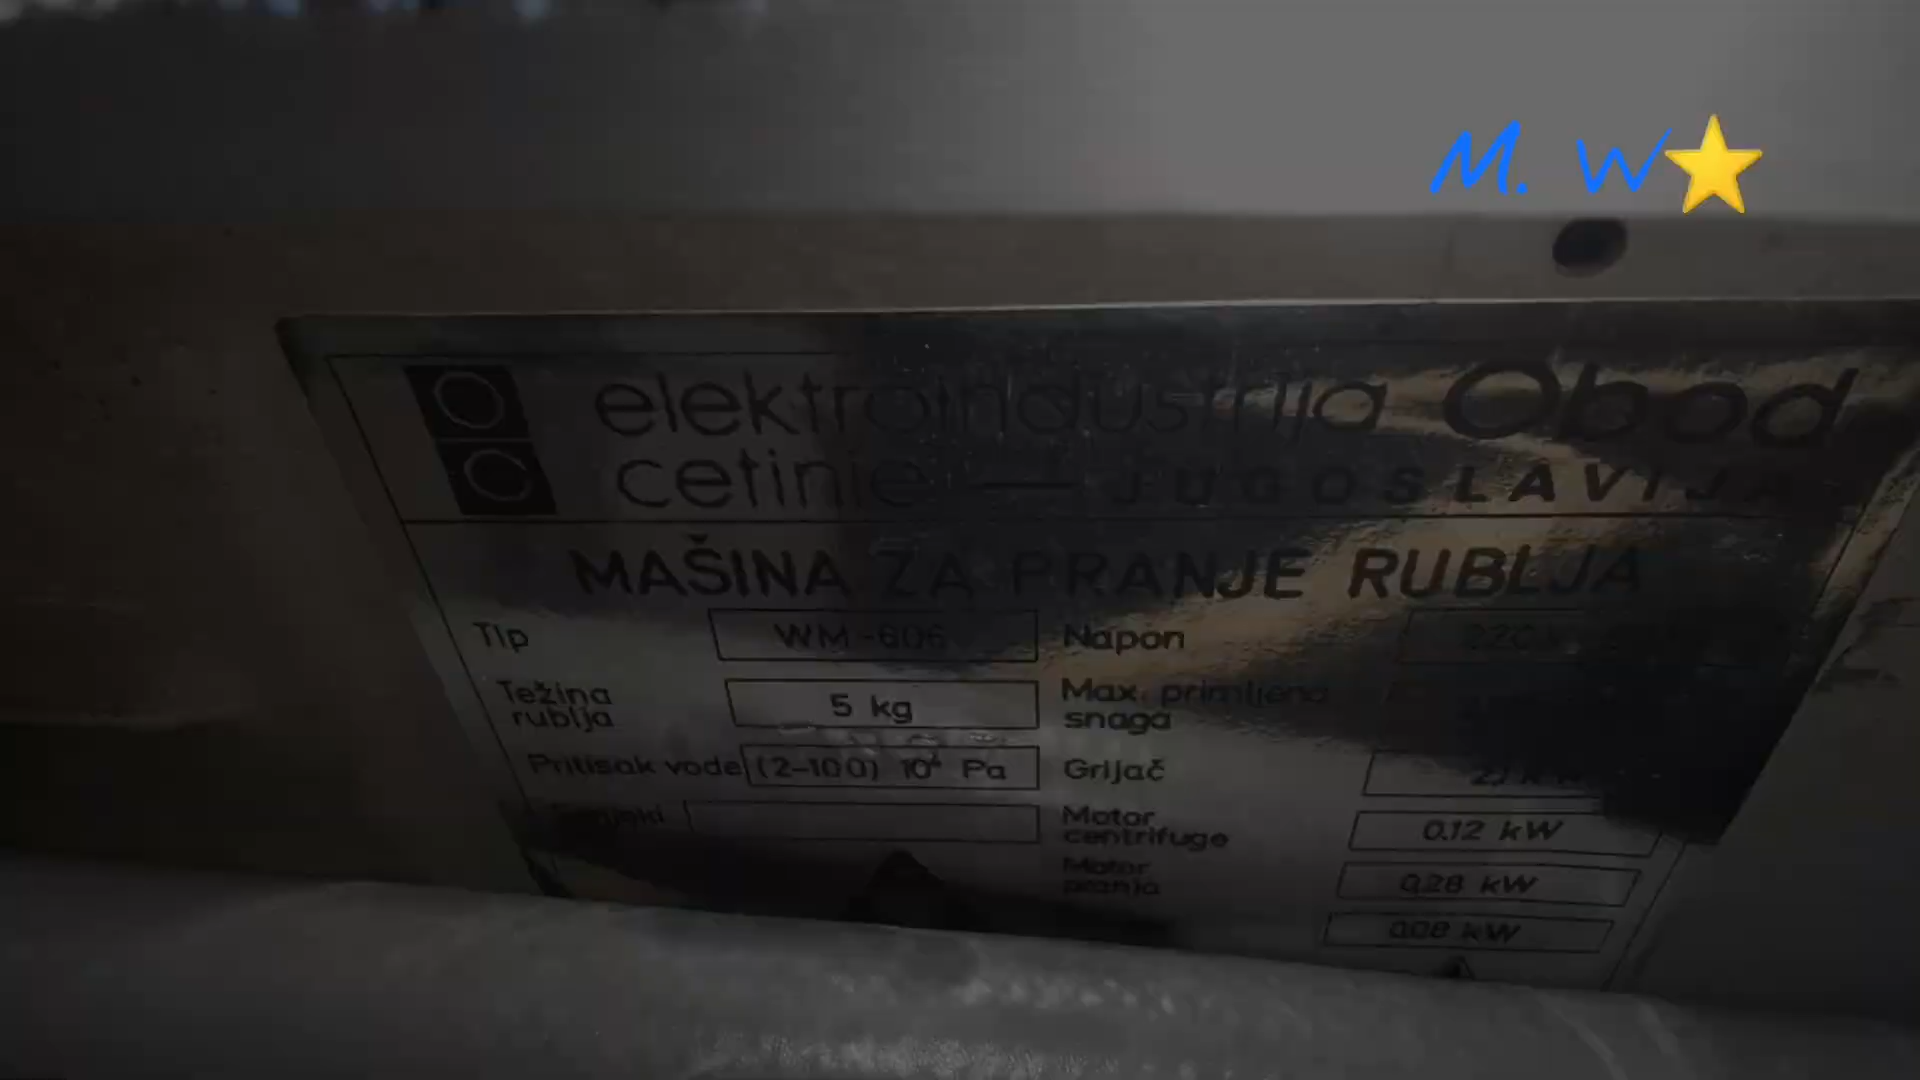 M. W
elektroindustrija Obod
cetinje — JUGOSLAVIJA
MAŠINA ZA PRANJE RUBLJA
Tip WM-606 Napon
Težina rublja 5 kg Max. primljena snaga
Pritisak vode (2-100) 10⁴ Pa Grijač
Motor centrifuge 0.12 kW
Motor pranja 0.28 kW
0.08 kW